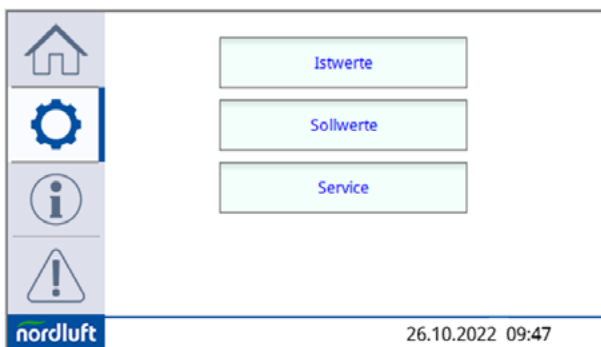 Istwerte
Sollwerte
Service
nordluft
26.10.2022 09:47